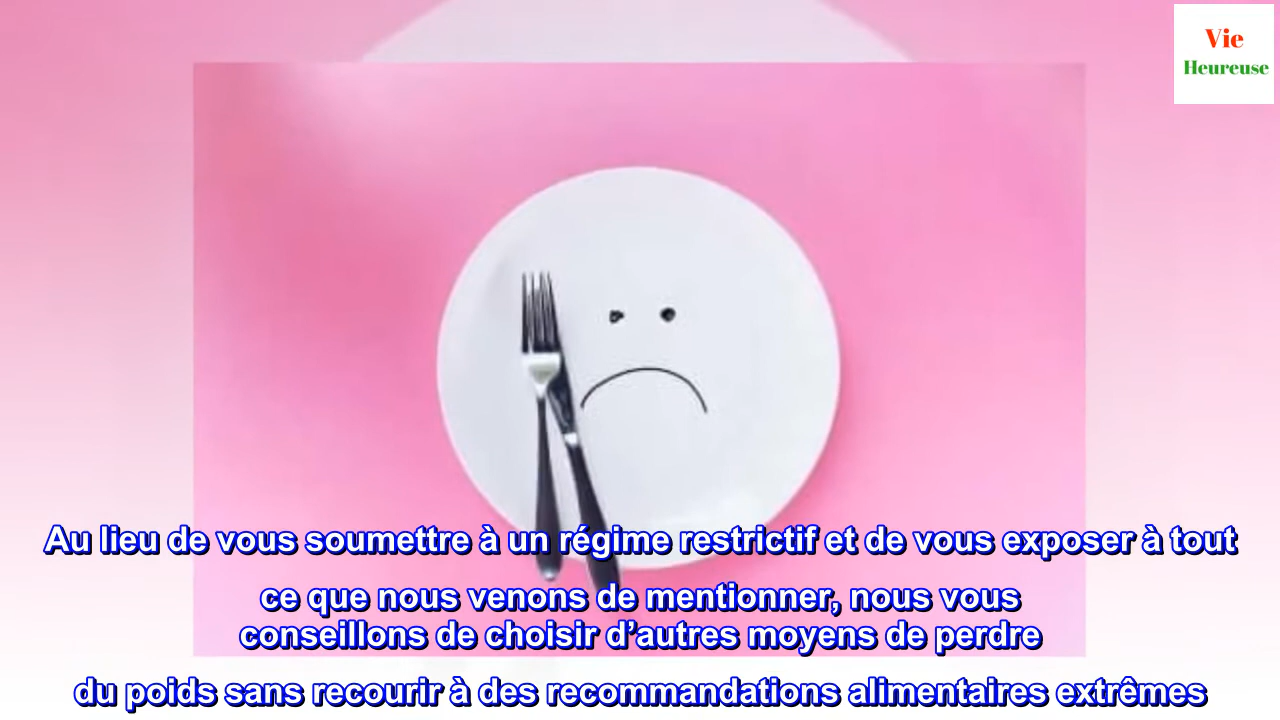 Vie
Heureuse
Au lieu de vous soumettre à un régime restrictif et de vous exposer à tout
ce que nous venons de mentionner, nous vous
conseillons de choisir d’autres moyens de perdre
du poids sans recourir à des recommandations alimentaires extrêmes